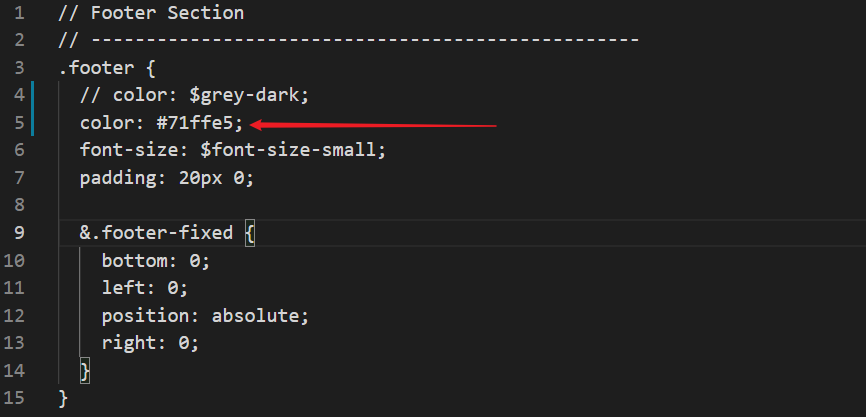 1 // Footer Section
2 // --------------------------------------------------
3 .footer {
4 // color: $grey-dark;
5 color: #71ffe5;
6 font-size: $font-size-small;
7 padding: 20px 0;
8
9 &.footer-fixed {
10 bottom: 0;
11 left: 0;
12 position: absolute;
13 right: 0;
14 }
15 }